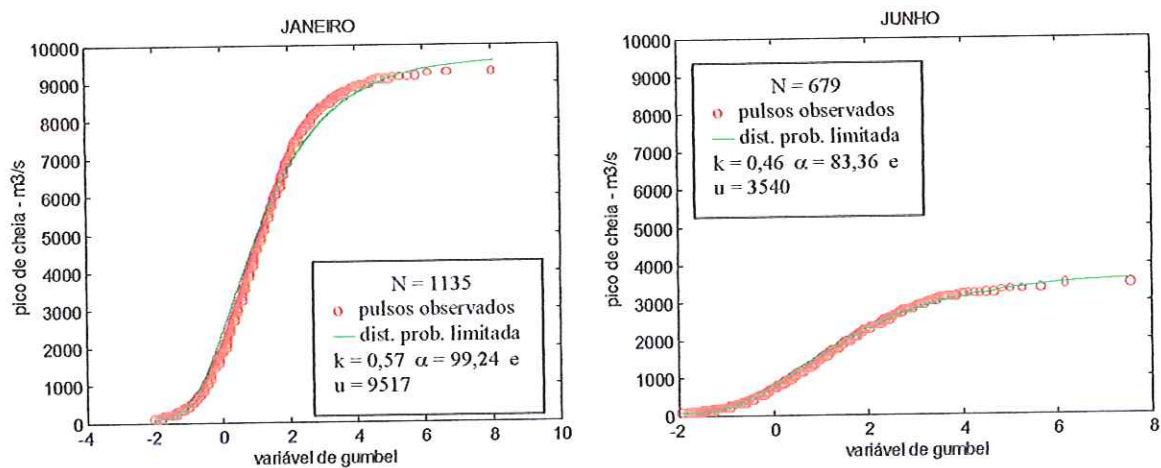 JANEIRO
10000
9000
8000
7000
6000
5000
4000
3000
2000
1000
0
pico de cheia - m3/s
N = 1135
pulsos observados
dist. prob. limitada
k = 0,57 α = 99,24 e
u = 9517
-4 -2 0 2 4 6 8 10
variável de gumbel
JUNHO
10000
9000
8000
7000
6000
5000
4000
3000
2000
1000
0
pico de cheia - m3/s
N = 679
pulsos observados
dist. prob. limitada
k = 0,46 α = 83,36 e
u = 3540
-2 0 2 4 6 8
variável de gumbel